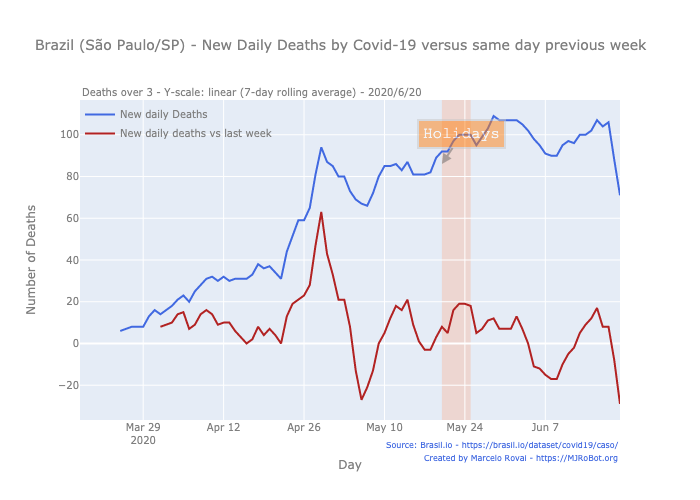 Brazil (São Paulo/SP) - New Daily Deaths by Covid-19 versus same day previous week
Deaths over 3 - Y-scale: linear (7-day rolling average) - 2020/6/20
New daily Deaths
New daily deaths vs last week
Holidays
Number of Deaths
100
80
60
40
20
0
−20
Mar 29 Apr 12 Apr 26 May 10 May 24 Jun 7
2020
Source: Brasil.io - https://brasil.io/dataset/covid19/caso/
Created by Marcelo Rovai - https://MJRoBot.org
Day